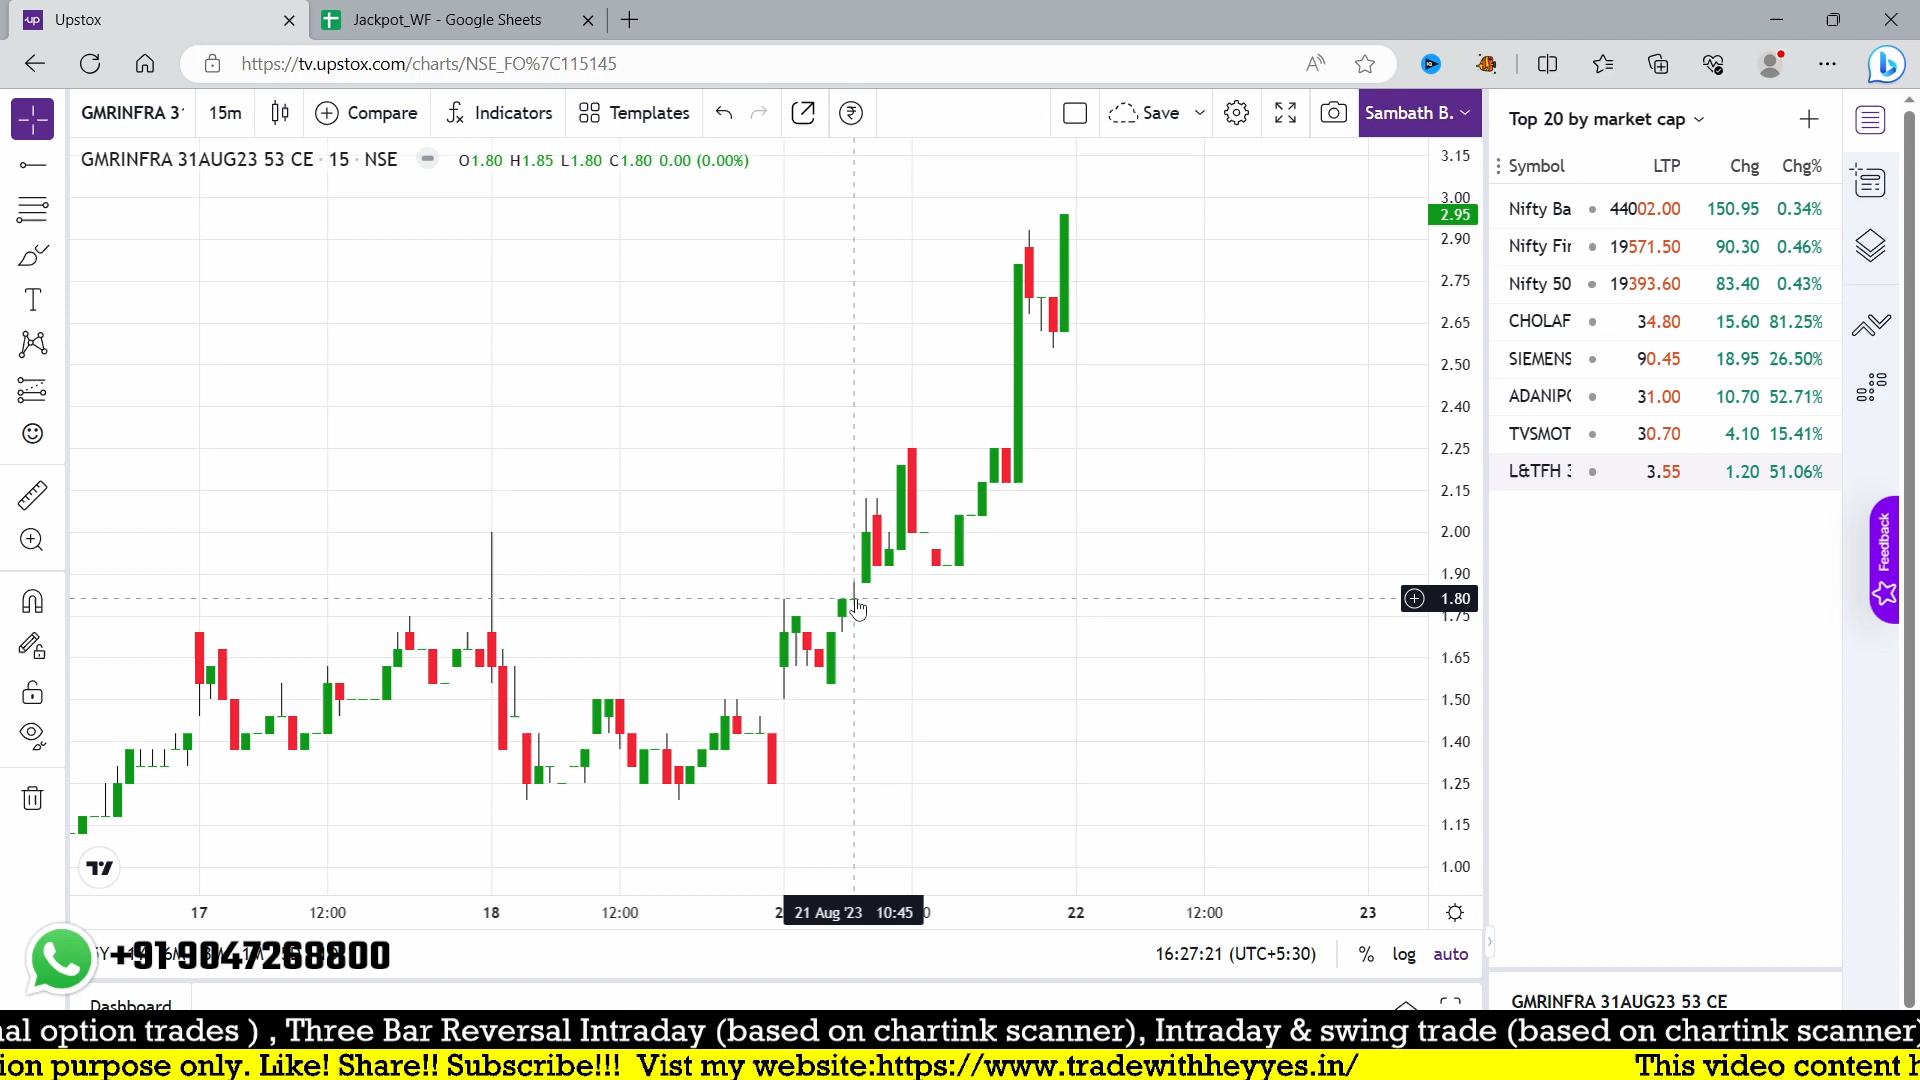 Upstox
Jackpot_WF - Google Sheets
https://tv.upstox.com/charts/NSE_FO%7C115145
GMRINFRA 31
15m
Compare
Indicators
Templates
Save
Sambath B.
GMRINFRA 31AUG23 53 CE · 15 · NSE
O1.80 H1.85 L1.80 C1.80 0.00 (0.00%)
3.15
3.00
2.95
2.90
2.75
2.65
2.50
2.40
2.25
2.15
2.00
1.90
1.80
1.75
1.65
1.50
1.40
1.25
1.15
1.00
17
12:00
18
12:00
21 Aug '23 10:45
22
12:00
23
+91 9047268800
16:27:21 (UTC+5:30)
%
log
auto
Dashboard
Top 20 by market cap
Symbol LTP Chg Chg%
Nifty Ba 44002.00 150.95 0.34%
Nifty Fir 19571.50 90.30 0.46%
Nifty 50 19393.60 83.40 0.43%
CHOLAF 34.80 15.60 81.25%
SIEMENS 90.45 18.95 26.50%
ADANIPO 31.00 10.70 52.71%
TVSMOT 30.70 4.10 15.41%
L&TFH 3 3.55 1.20 51.06%
Feedback
GMRINFRA 31AUG23 53 CE
nal option trades ) , Three Bar Reversal Intraday (based on chartink scanner), Intraday & swing trade (based on chartink scanner)
ion purpose only. Like! Share!! Subscribe!!! Vist my website:https://www.tradewithheyyes.in/ This video content h